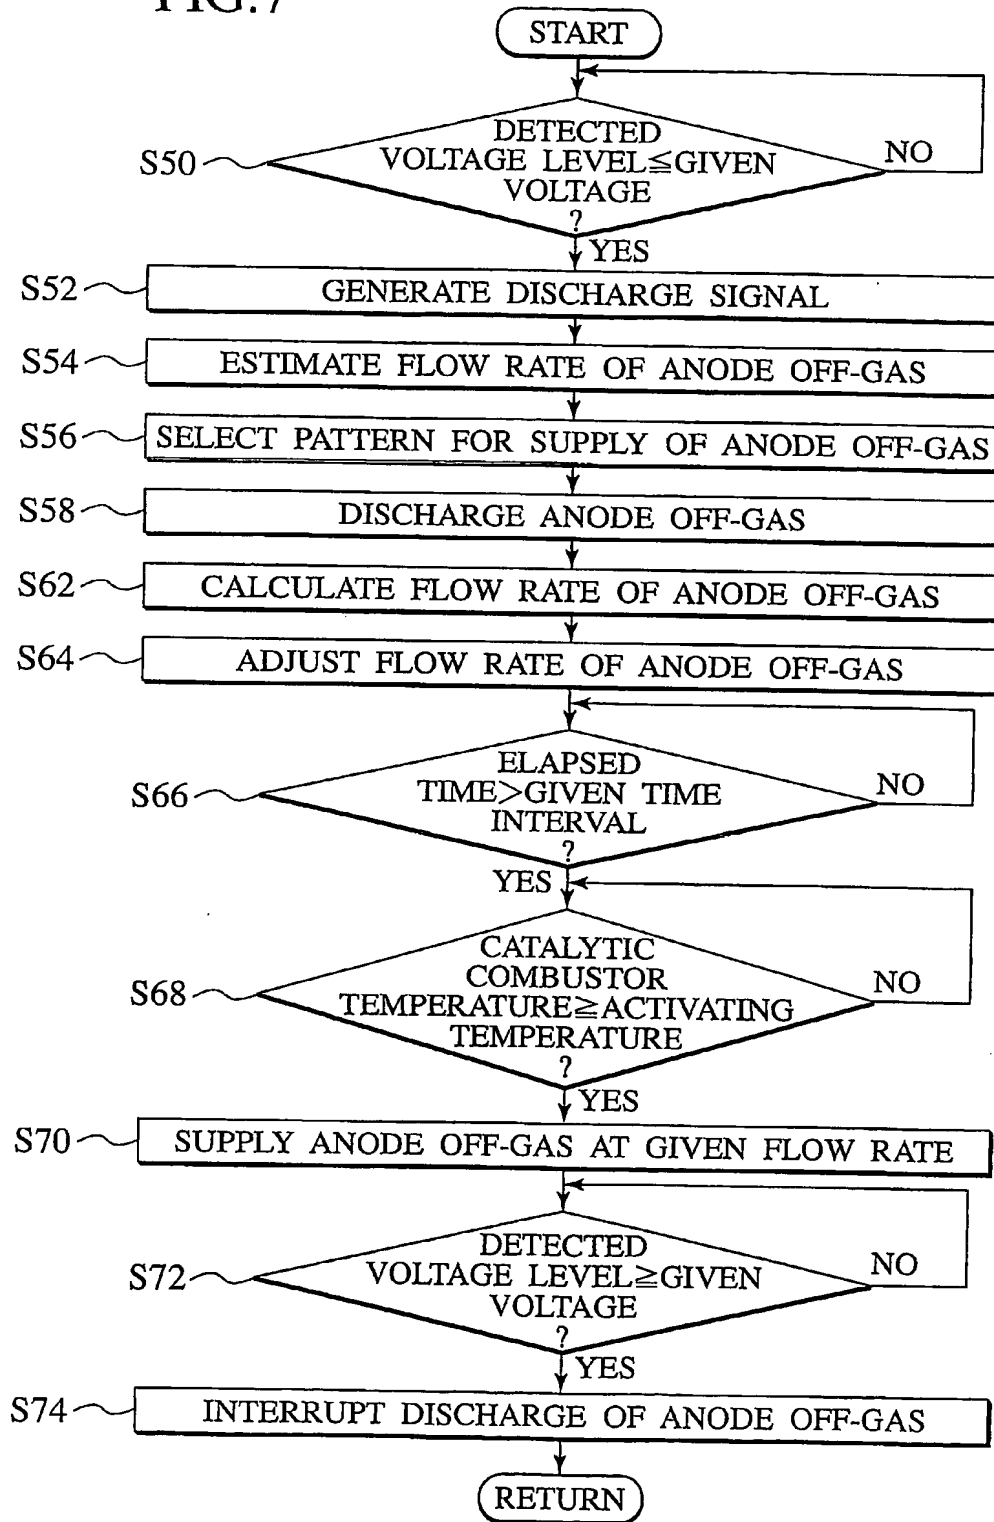 FIG.7
START
DETECTED
VOLTAGE LEVEL≦GIVEN
VOLTAGE
?
S50
NO
YES
S52
GENERATE DISCHARGE SIGNAL
S54
ESTIMATE FLOW RATE OF ANODE OFF-GAS
S56
SELECT PATTERN FOR SUPPLY OF ANODE OFF-GAS
S58
DISCHARGE ANODE OFF-GAS
S62
CALCULATE FLOW RATE OF ANODE OFF-GAS
S64
ADJUST FLOW RATE OF ANODE OFF-GAS
ELAPSED
TIME>GIVEN TIME
INTERVAL
?
S66
NO
YES
CATALYTIC
COMBUSTOR
TEMPERATURE≧ACTIVATING
TEMPERATURE
?
S68
NO
YES
S70
SUPPLY ANODE OFF-GAS AT GIVEN FLOW RATE
DETECTED
VOLTAGE LEVEL≧GIVEN
VOLTAGE
?
S72
NO
YES
S74
INTERRUPT DISCHARGE OF ANODE OFF-GAS
RETURN